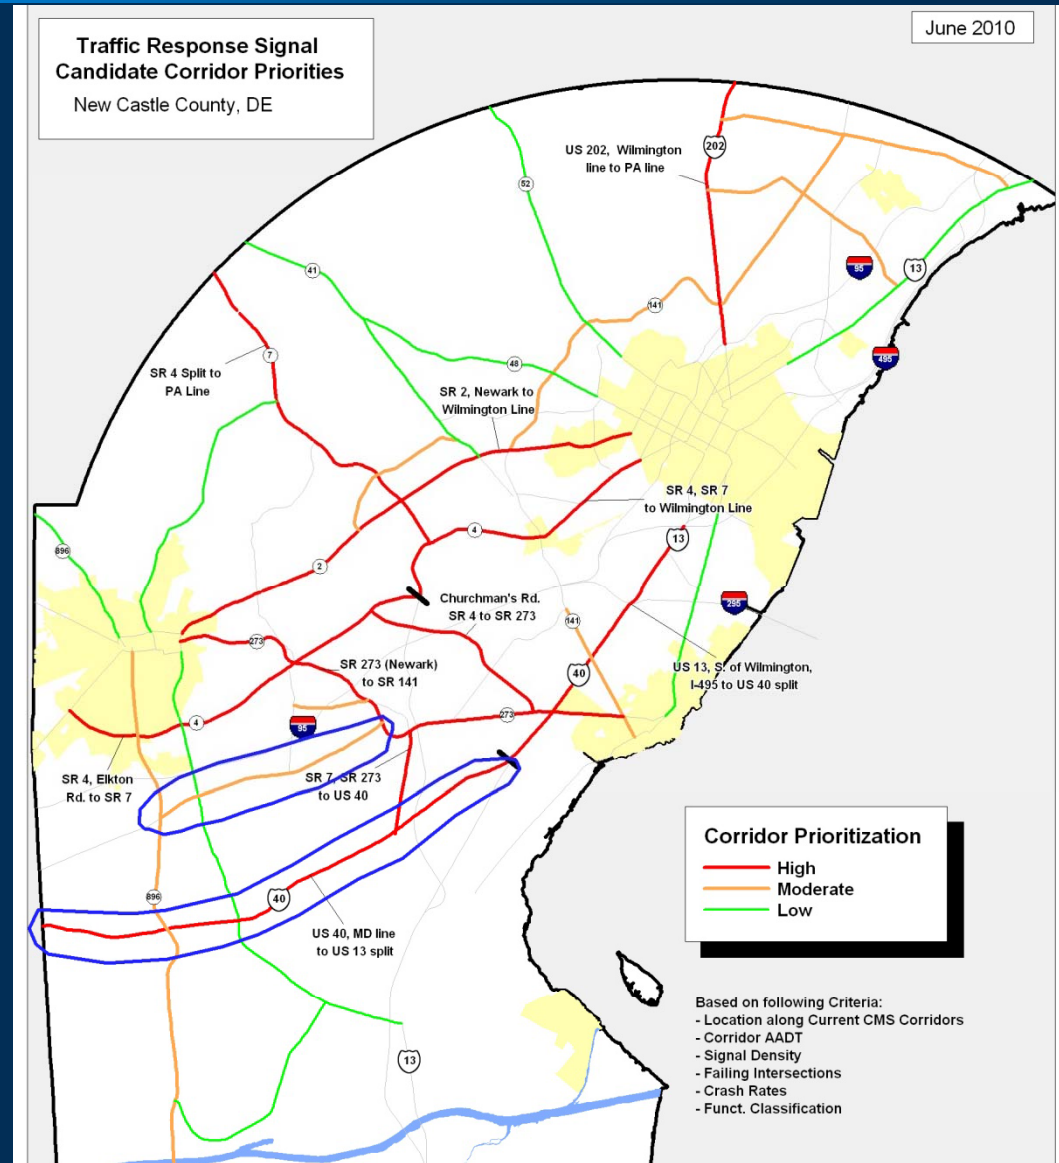 June 2010
Traffic Response Signal
Candidate Corridor Priorities
New Castle County, DE
US 202, Wilmington
line to PA line
202
52
41
95
13
141
495
7
SR 4 Split to
PA Line
48
SR 2, Newark to
Wilmington Line
SR 4, SR 7
to Wilmington Line
4
13
896
2
Churchman's Rd.
SR 4 to SR 273
295
141
273
SR 273 (Newark)
to SR 141
40
US 13, S. of Wilmington,
I-495 to US 40 split
273
4
95
SR 4, Elkton
Rd. to SR 7
SR 7, SR 273
to US 40
896
40
US 40, MD line
to US 13 split
13
Corridor Prioritization
High
Moderate
Low
Based on following Criteria:
- Location along Current CMS Corridors
- Corridor AADT
- Signal Density
- Failing Intersections
- Crash Rates
- Funct. Classification